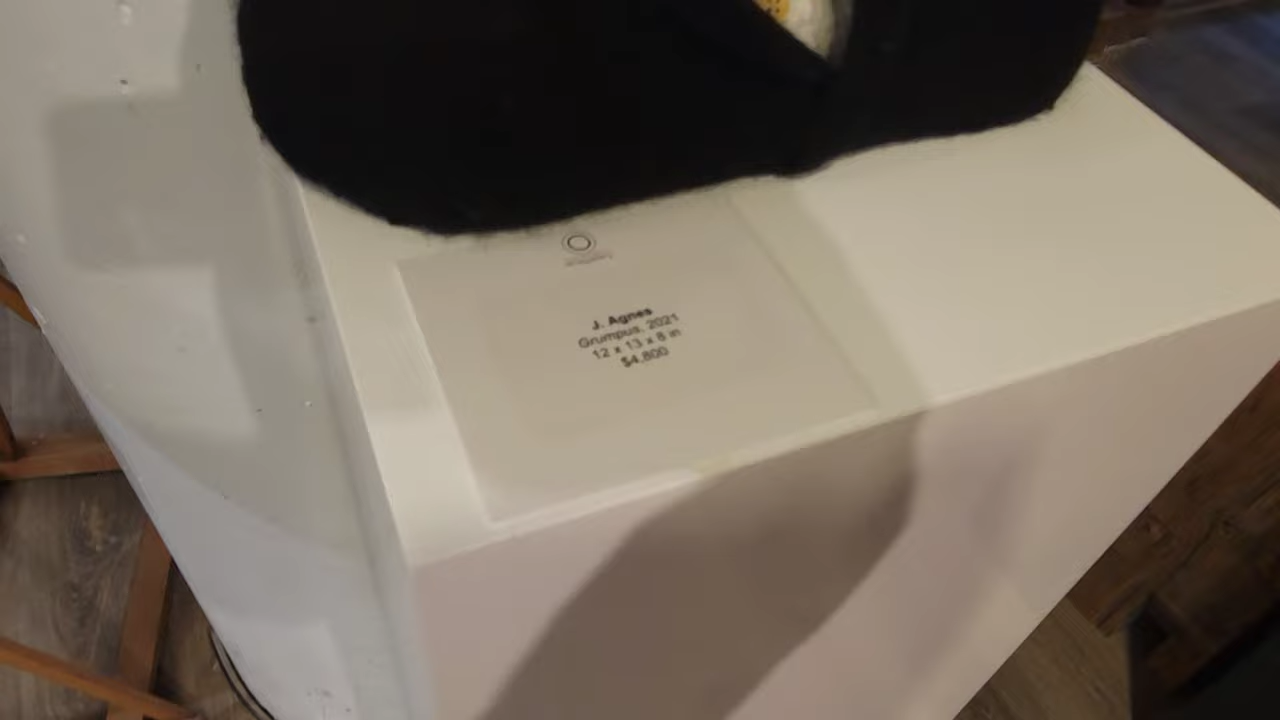 J. Agnes
Grumpus, 2021
12 x 13 x 8 in
$4,800